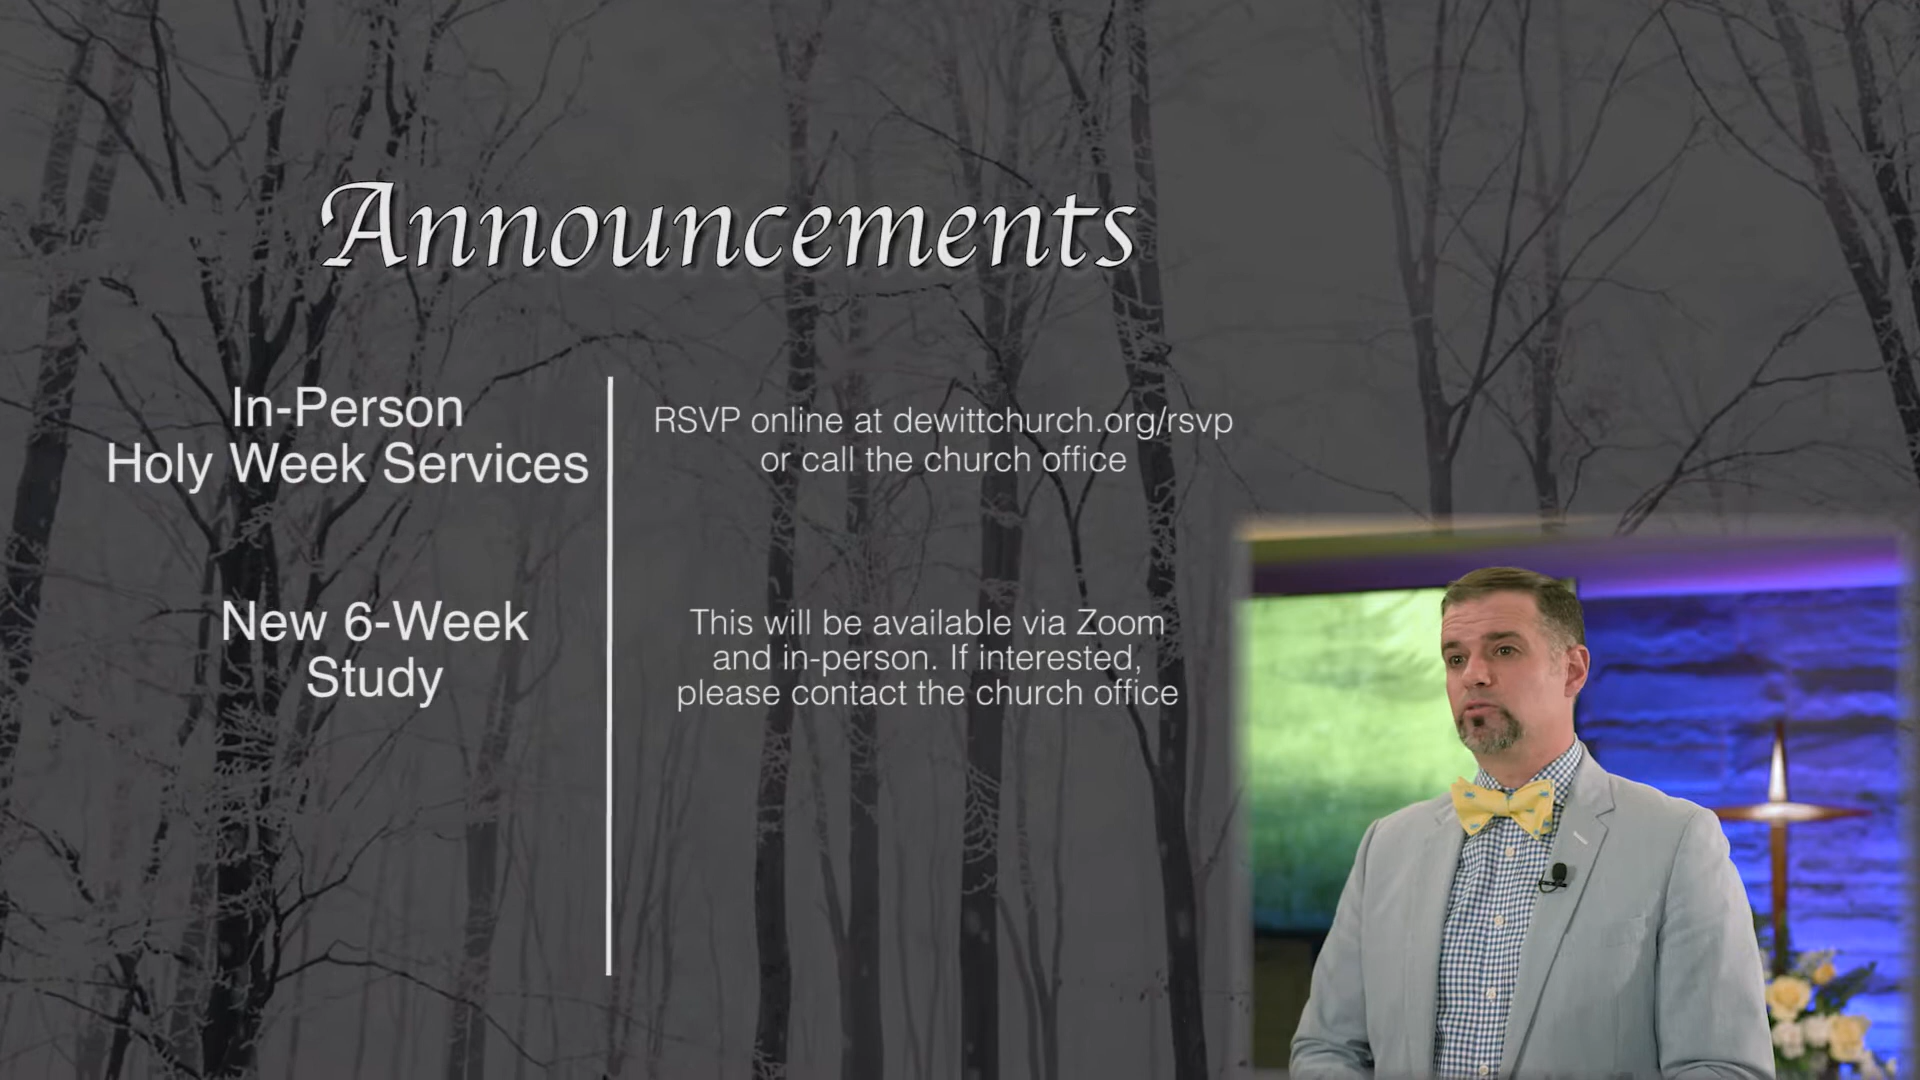 Announcements
In-Person
Holy Week Services
RSVP online at dewittchurch.org/rsvp
or call the church office
New 6-Week
Study
This will be available via Zoom
and in-person. If interested,
please contact the church office